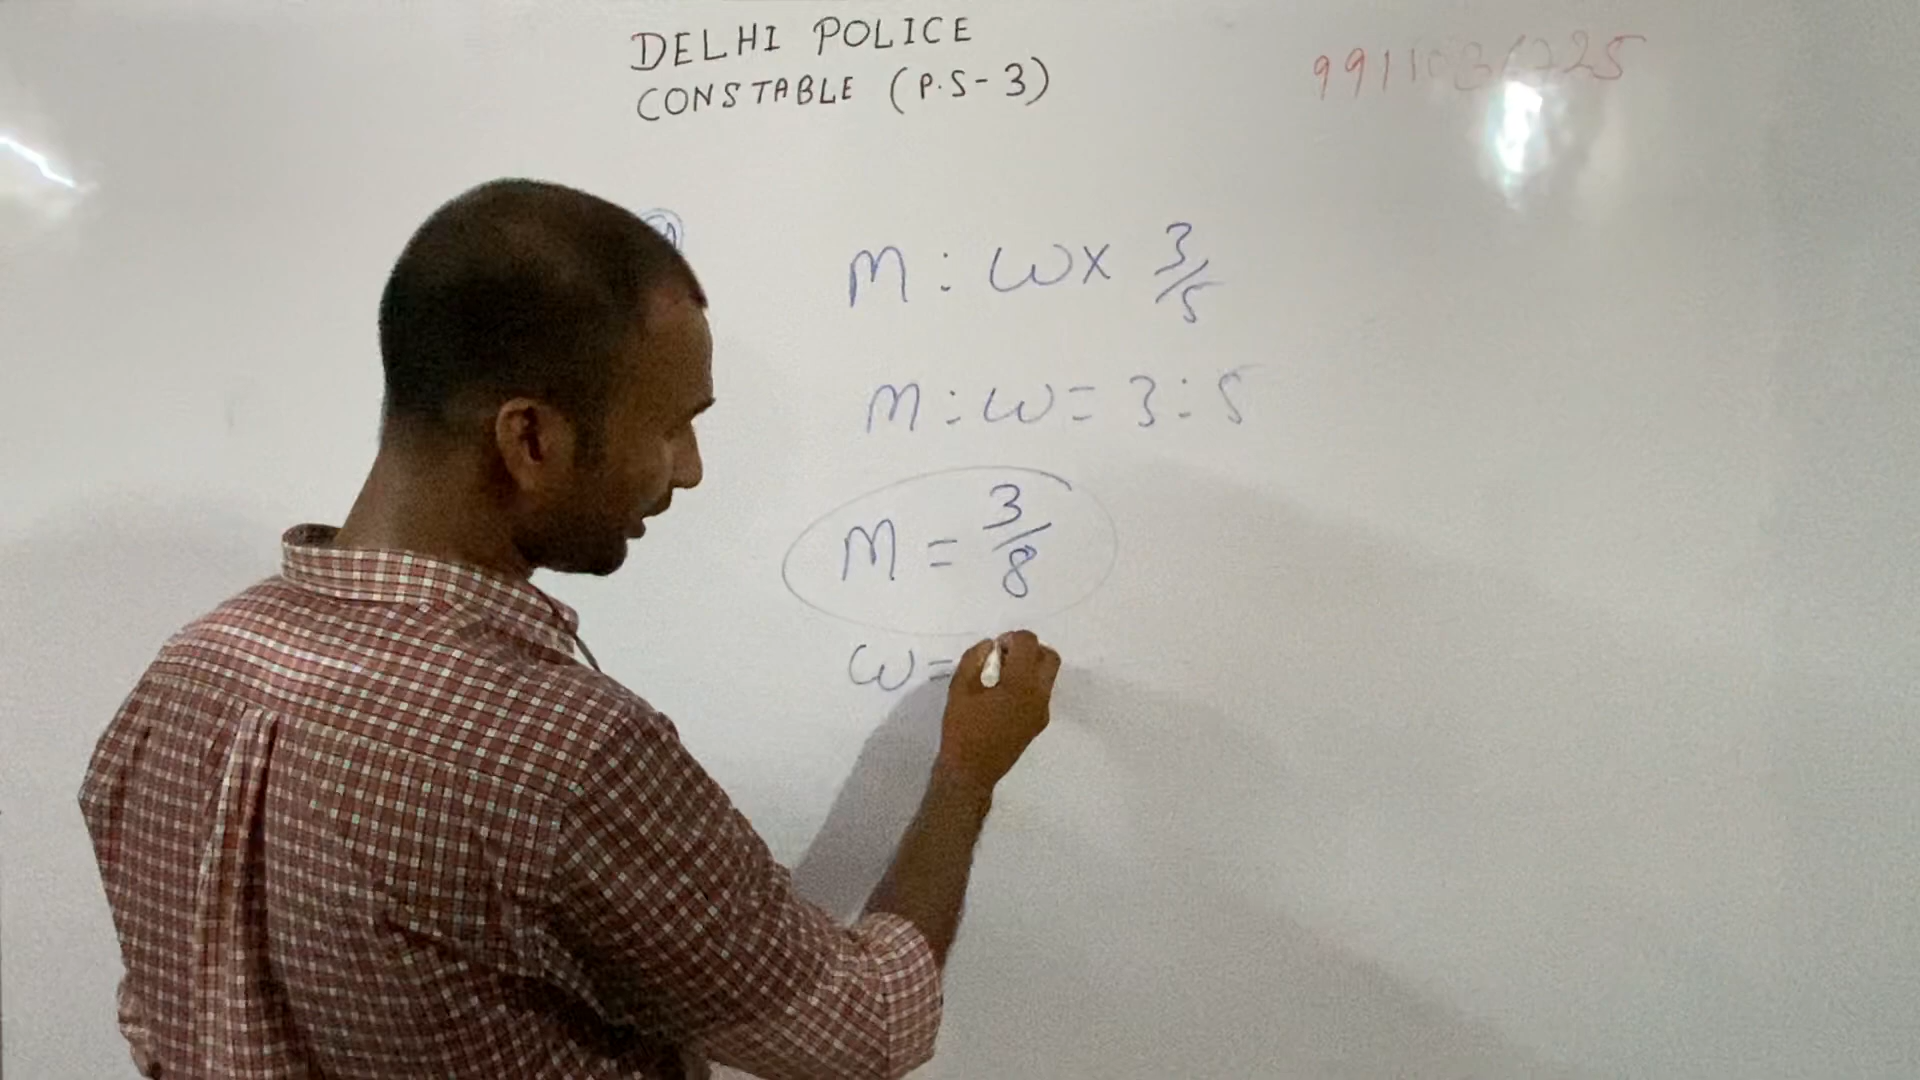 DELHI POLICE
CONSTABLE (P.S-3)
M : W x 3/5
M : W = 3 : 5
M = 3/8
W =